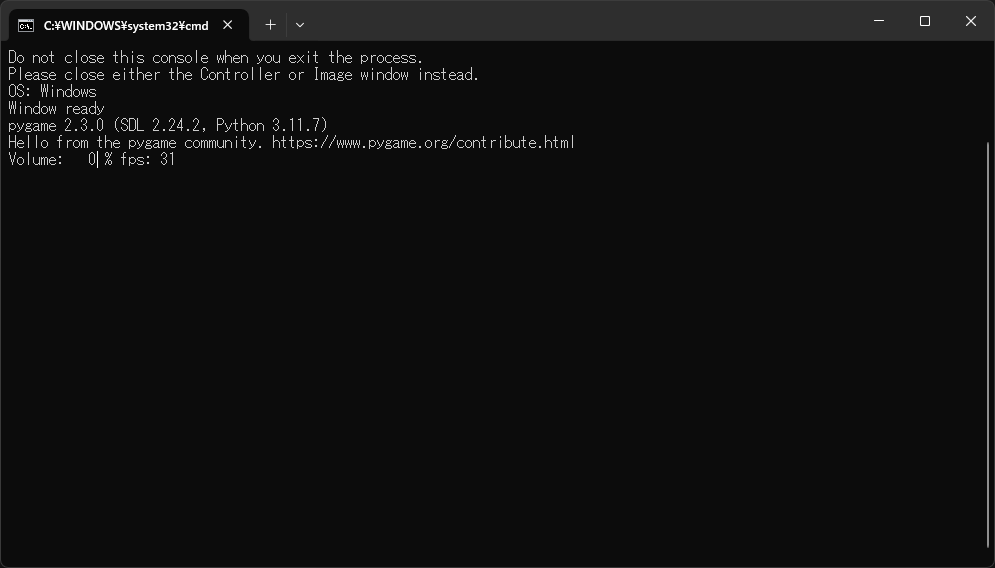 C:¥WINDOWS¥system32¥cmd
Do not close this console when you exit the process.
Please close either the Controller or Image window instead.
OS: Windows
Window ready
pygame 2.3.0 (SDL 2.24.2, Python 3.11.7)
Hello from the pygame community. https://www.pygame.org/contribute.html
Volume:   0 % fps: 31